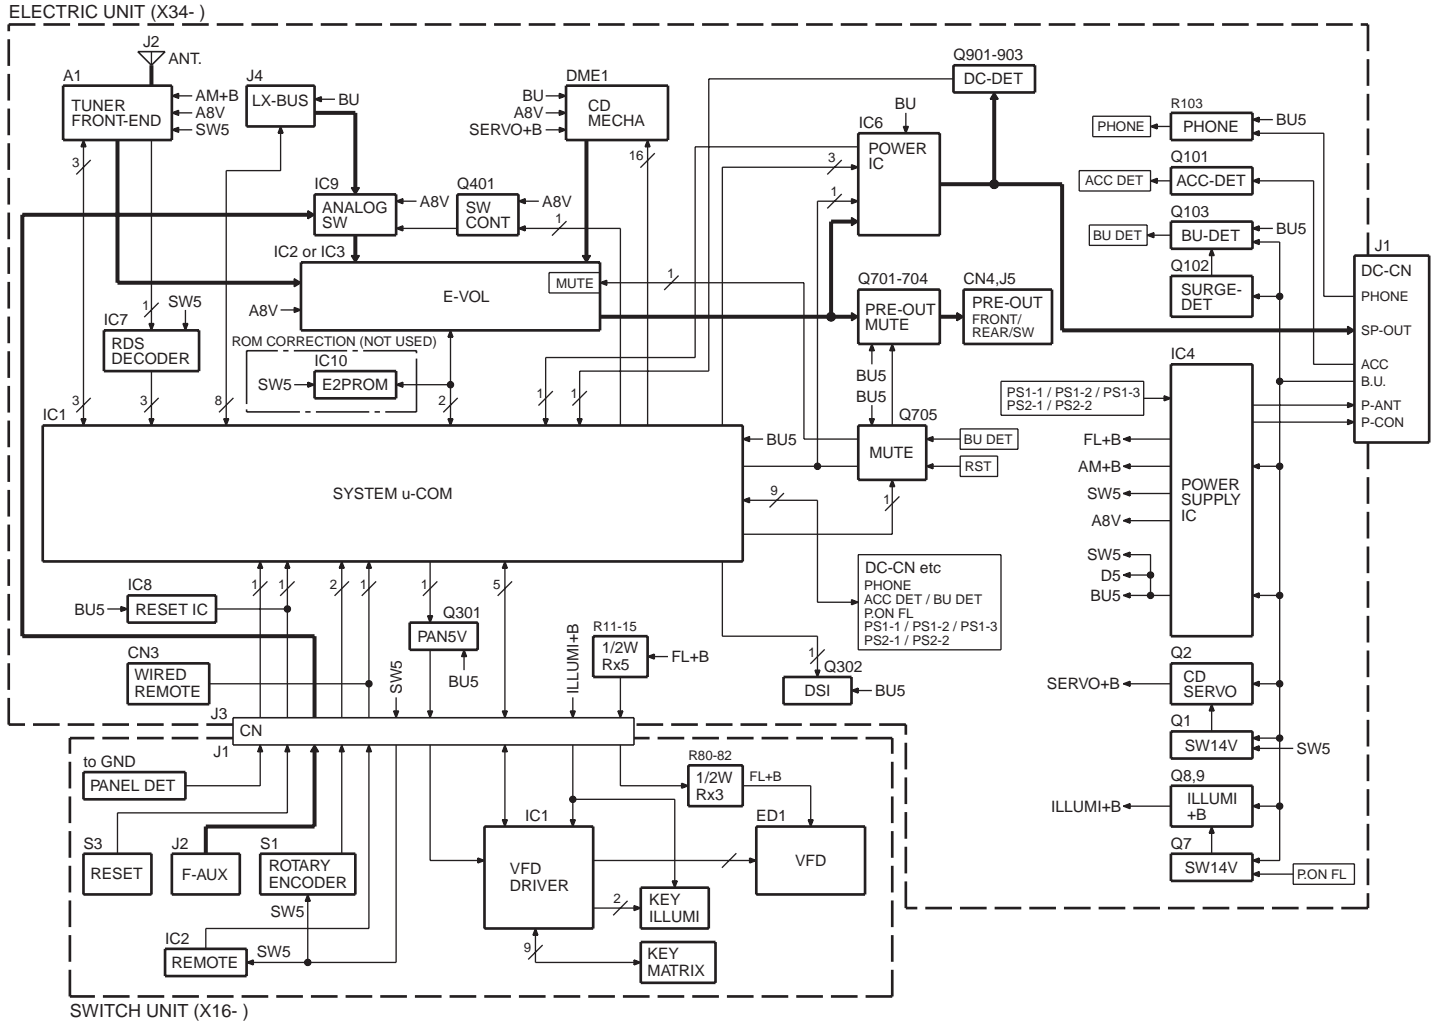 ELECTRIC UNIT (X34- )
J2
ANT.
A1
TUNER
FRONT-END
AM+B
A8V
SW5
J4
LX-BUS
BU
DME1
CD
MECHA
BU
A8V
SERVO+B
Q901-903
DC-DET
BU
IC6
POWER
IC
R103
PHONE
PHONE
BU5
Q101
ACC DET
ACC-DET
Q103
BU DET
BU-DET
BU5
Q102
SURGE-
DET
J1
DC-CN
PHONE
SP-OUT
ACC
B.U.
P-ANT
P-CON
3
16
3
1
IC9
ANALOG
SW
A8V
Q401
SW
CONT
A8V
1
IC2 or IC3
E-VOL
MUTE
1
A8V
Q701-704
PRE-OUT
MUTE
CN4,J5
PRE-OUT
FRONT/
REAR/SW
1
SW5
IC7
RDS
DECODER
ROM CORRECTION (NOT USED)
IC10
SW5
E2PROM
BU5
BU5
IC4
PS1-1 / PS1-2 / PS1-3
PS2-1 / PS2-2
3
3
8
2
1
1
IC1
SYSTEM u-COM
BU5
Q705
MUTE
BU DET
RST
9
1
FL+B
AM+B
SW5
A8V
SW5
D5
BU5
POWER
SUPPLY
IC
DC-CN etc
PHONE
ACC DET / BU DET
P.ON FL
PS1-1 / PS1-2 / PS1-3
PS2-1 / PS2-2
1
1
2
1
1
5
IC8
BU5
RESET IC
Q301
PAN5V
BU5
R11-15
1/2W
Rx5
FL+B
ILLUMI+B
SW5
CN3
WIRED
REMOTE
1
Q302
DSI
BU5
Q2
SERVO+B
CD
SERVO
Q1
SW14V
SW5
Q8,9
ILLUMI+B
ILLUMI
+B
Q7
SW14V
P.ON FL
J3
CN
J1
to GND
PANEL DET
R80-82
1/2W
Rx3
FL+B
S3
RESET
J2
F-AUX
S1
ROTARY
ENCODER
SW5
IC1
VFD
DRIVER
ED1
VFD
2
KEY
ILLUMI
IC2
REMOTE
SW5
9
KEY
MATRIX
SWITCH UNIT (X16- )